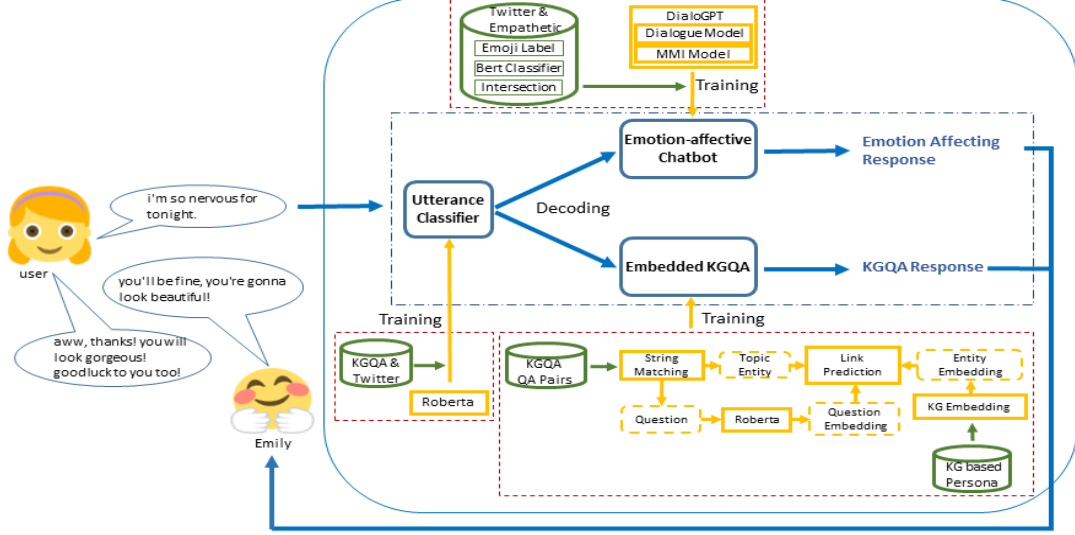 Twitter &
Empathetic
Emoji Label
Bert Classifier
Intersection
DialoGPT
Dialogue Model
MMI Model
Training
Emotion-affective
Chatbot
Emotion Affecting
Response
Utterance
Classifier
Decoding
Embedded KGQA
KGQA Response
i'm so nervous for
tonight.
user
you'll be fine, you're gonna
look beautiful!
aww, thanks! you will
look gorgeous!
good luck to you too!
Emily
Training
KGQA &
Twitter
Roberta
Training
KGQA
QA Pairs
String
Matching
Topic
Entity
Link
Prediction
Entity
Embedding
Question
Roberta
Question
Embedding
KG Embedding
KG based
Persona